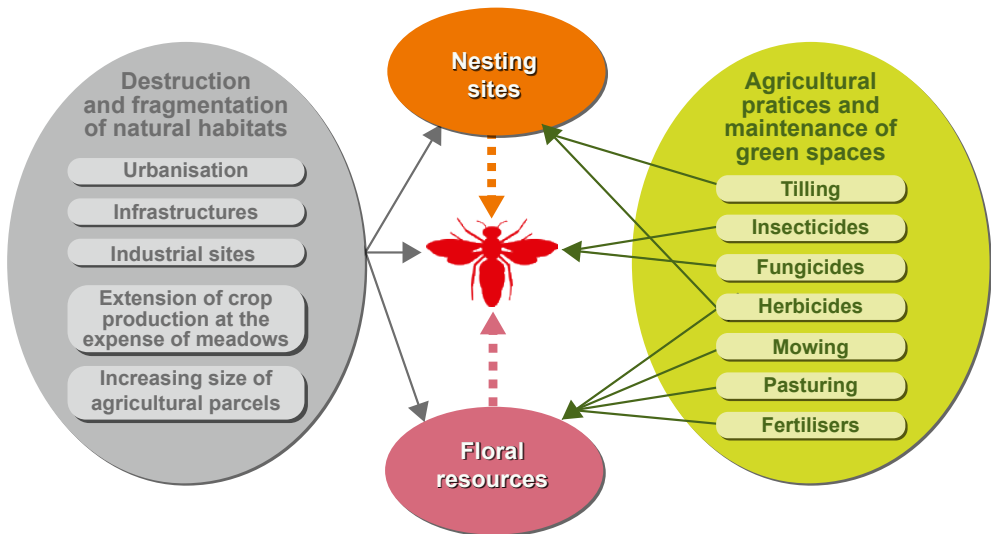 Destruction
and fragmentation
of natural habitats
Urbanisation
Infrastructures
Industrial sites
Extension of crop
production at the
expense of meadows
Increasing size of
agricultural parcels
Nesting
sites
Floral
resources
Agricultural
pratices and
maintenance of
green spaces
Tilling
Insecticides
Fungicides
Herbicides
Mowing
Pasturing
Fertilisers